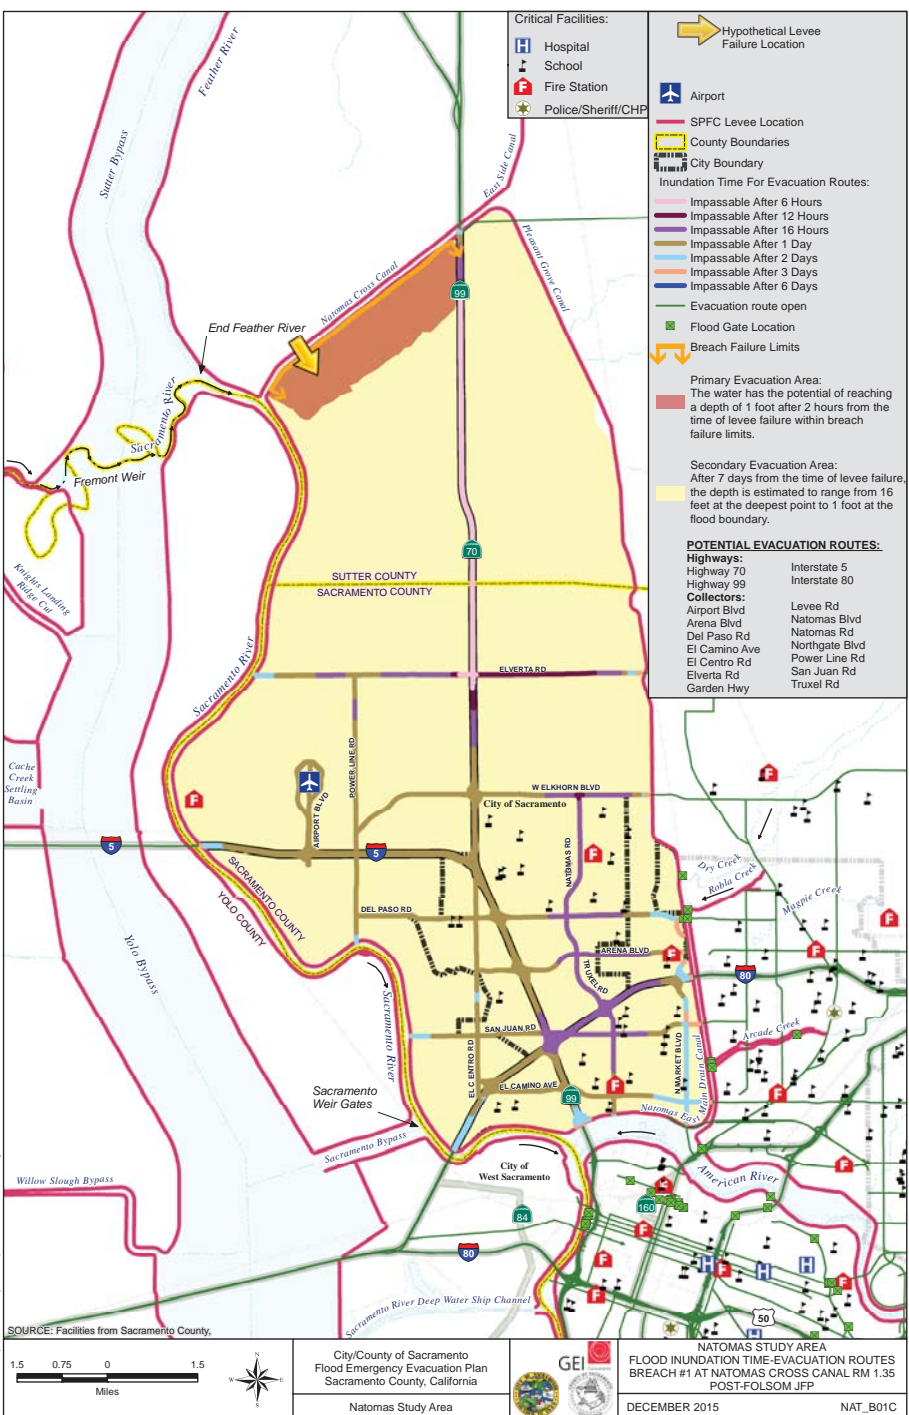 Critical Facilities:
Hospital
School
Fire Station
Police/Sheriff/CHP
Hypothetical Levee
Failure Location
Airport
SPFC Levee Location
County Boundaries
City Boundary
Inundation Time For Evacuation Routes:
Impassable After 6 Hours
Impassable After 12 Hours
Impassable After 16 Hours
Impassable After 1 Day
Impassable After 2 Days
Impassable After 3 Days
Impassable After 6 Days
Evacuation route open
Flood Gate Location
Breach Failure Limits
Primary Evacuation Area:
The water has the potential of reaching
a depth of 1 foot after 2 hours from the
time of levee failure within breach
failure limits.
Secondary Evacuation Area:
After 7 days from the time of levee failure,
the depth is estimated to range from 16
feet at the deepest point to 1 foot at the
flood boundary.
POTENTIAL EVACUATION ROUTES:
Highways:
Highway 70
Highway 99
Interstate 5
Interstate 80
Collectors:
Airport Blvd
Arena Blvd
Del Paso Rd
El Camino Ave
El Centro Rd
Elverta Rd
Garden Hwy
Levee Rd
Natomas Blvd
Natomas Rd
Northgate Blvd
Power Line Rd
San Juan Rd
Truxel Rd
Feather River
Sutter Bypass
East Side Canal
Pleasant Grove Canal
Natomas Cross Canal
99
End Feather River
Sacramento River
Fremont Weir
70
Knights Landing
Ridge Cut
SUTTER COUNTY
SACRAMENTO COUNTY
Sacramento River
ELVERTA RD
POWER LINE RD
Cache
Creek
Settling
Basin
AIRPORT BLVD
W ELKHORN BLVD
City of Sacramento
5
5
NATOMAS RD
SACRAMENTO COUNTY
YOLO COUNTY
Dry Creek
Robla Creek
Magpie Creek
DEL PASO RD
ARENA BLVD
Yolo Bypass
TRUXEL RD
80
Sacramento River
SAN JUAN RD
EL CENTRO RD
N MARKET BLVD
Arcade Creek
EL CAMINO AVE
99
Natomas East
Main Drain Canal
Sacramento
Weir Gates
Sacramento Bypass
City of
West Sacramento
Willow Slough Bypass
American River
84
160
80
Sacramento River Deep Water Ship Channel
50
SOURCE: Facilities from Sacramento County,
1.5 0.75 0 1.5
Miles
N
W E
S
City/County of Sacramento
Flood Emergency Evacuation Plan
Sacramento County, California
Natomas Study Area
GEI
NATOMAS STUDY AREA
FLOOD INUNDATION TIME-EVACUATION ROUTES
BREACH #1 AT NATOMAS CROSS CANAL RM 1.35
POST-FOLSOM JFP
DECEMBER 2015 NAT_B01C